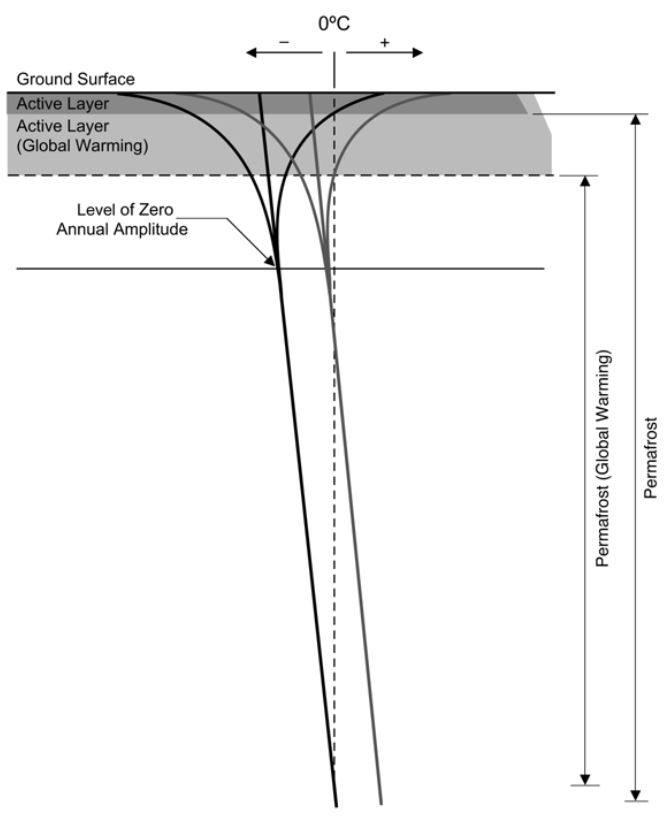 0ºC
– +
Ground Surface
Active Layer
Active Layer
(Global Warming)
Level of Zero
Annual Amplitude
Permafrost (Global Warming)
Permafrost